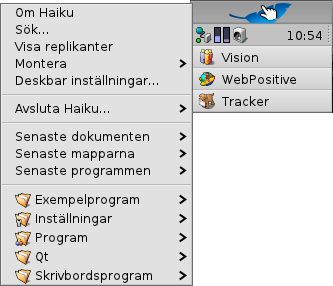 Om Haiku
Sök...
Visa replikanter
Montera
Deskbar inställningar...
Avsluta Haiku...
Senaste dokumenten
Senaste mapparna
Senaste programmen
Exempelprogram
Inställningar
Program
Qt
Skrivbordsprogram
10:54
Vision
WebPositive
Tracker